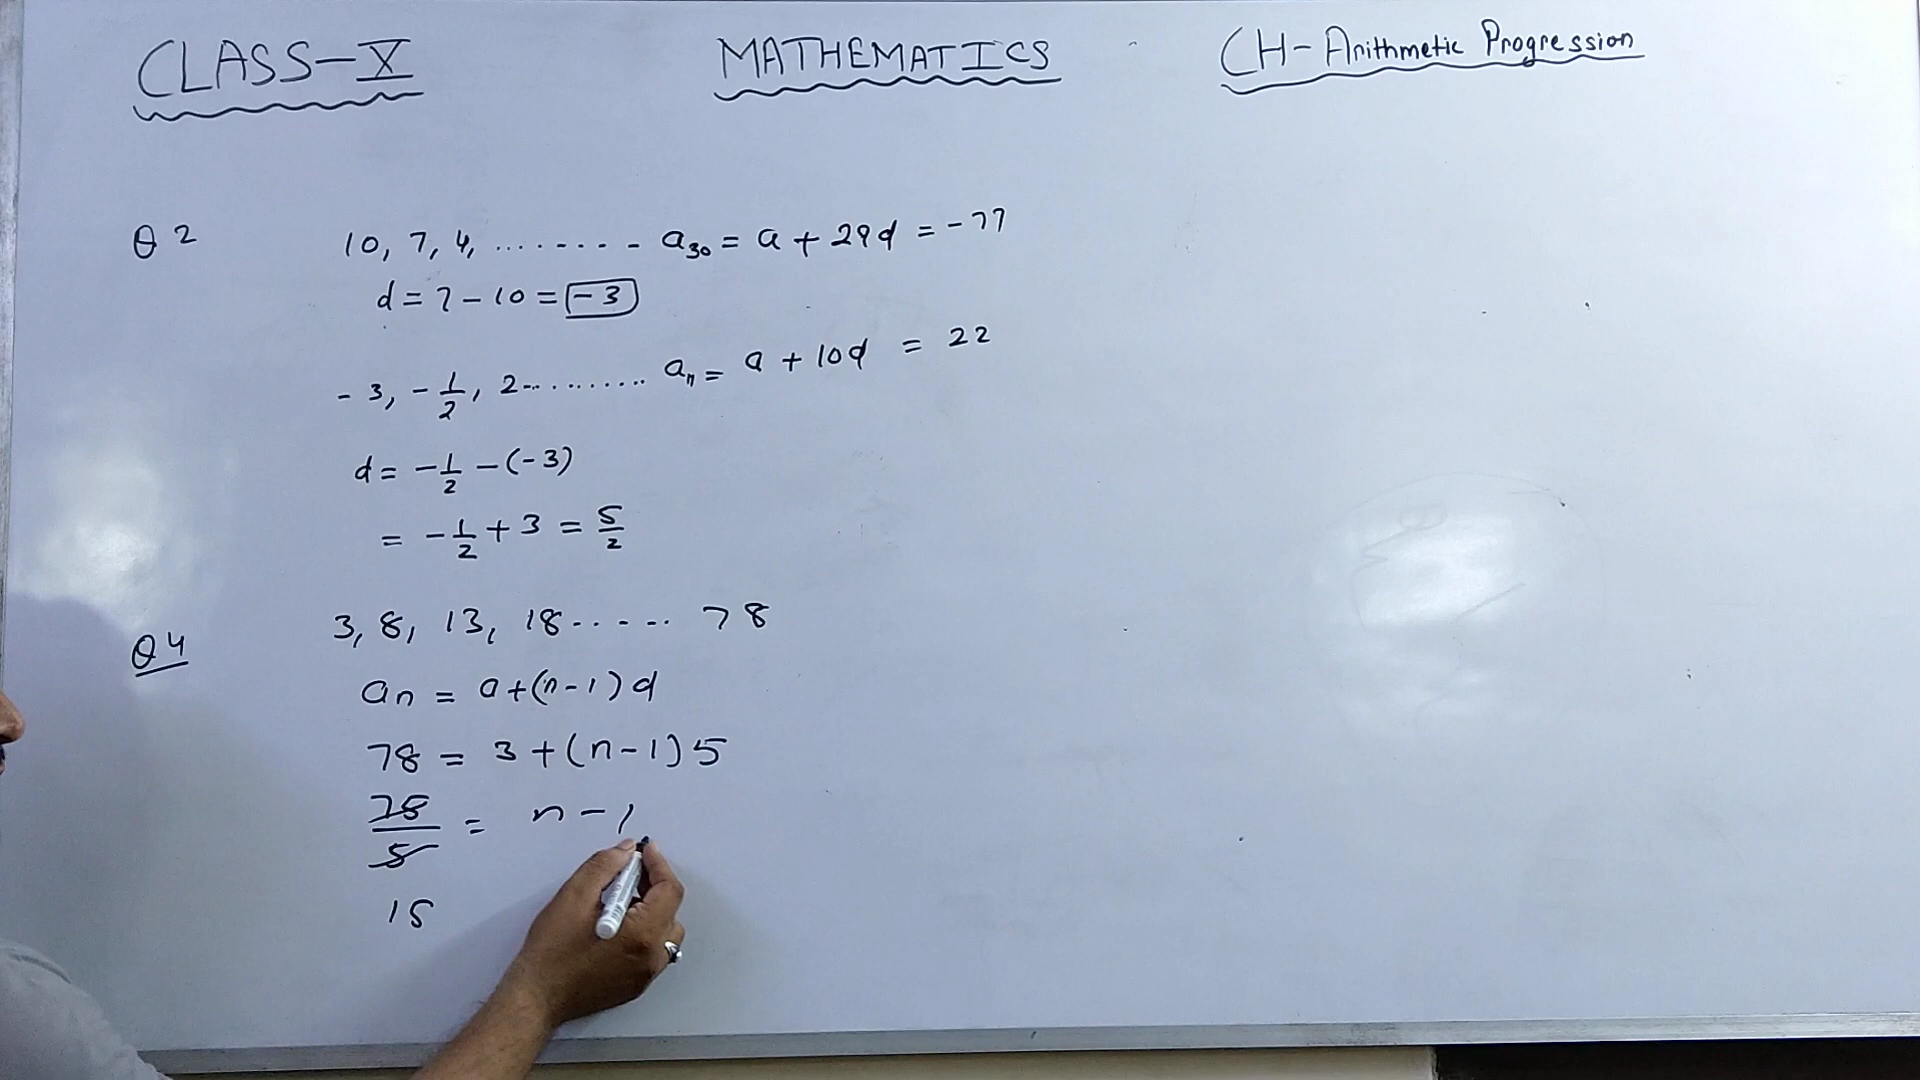 CLASS-X MATHEMATICS CH-Arithmetic Progression
Q2 10, 7, 4, ........ a₃₀ = a + 29d = -77
d = 7 - 10 = -3
-3, -1/2, 2.......... aₙ = a + 10d = 22
d = -1/2 - (-3)
= -1/2 + 3 = 5/2
Q4 3, 8, 13, 18 ..... 78
an = a+(n-1)d
78 = 3+(n-1)5
75/5 = n-1
15